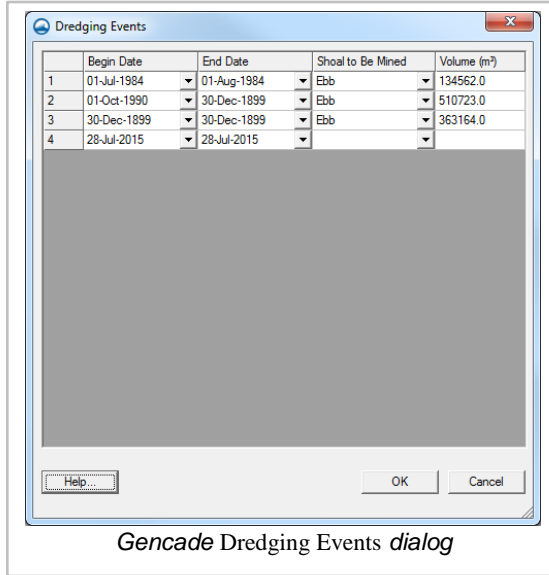 Dredging Events
Begin Date End Date Shoal to Be Mined Volume (m³)
1 01-Jul-1984 01-Aug-1984 Ebb 134562.0
2 01-Oct-1990 30-Dec-1899 Ebb 510723.0
3 30-Dec-1899 30-Dec-1899 Ebb 363164.0
4 28-Jul-2015 28-Jul-2015
Help... OK Cancel
Gencade Dredging Events dialog